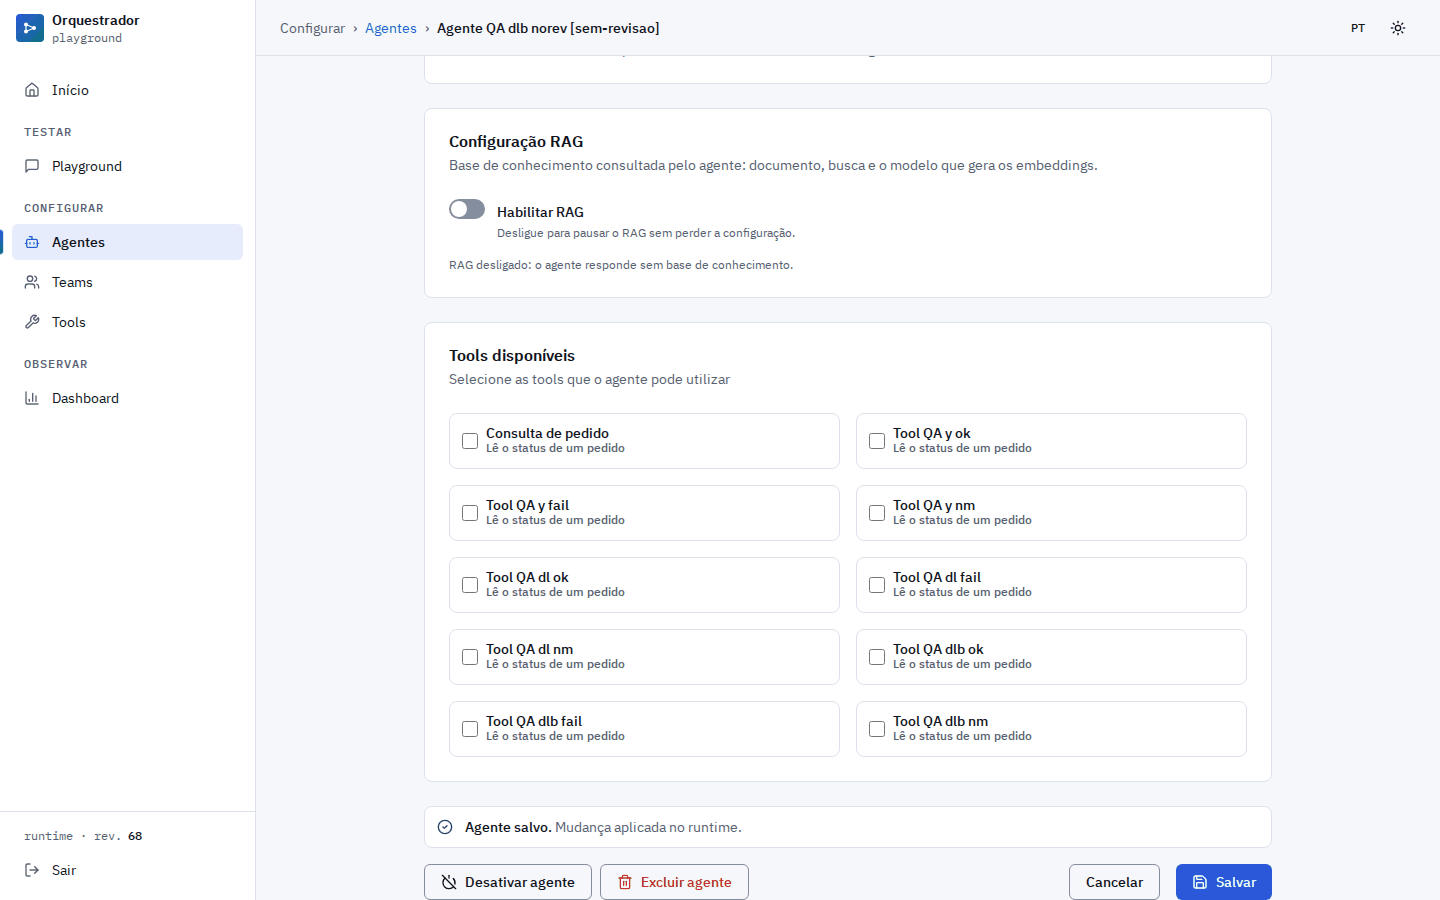 Orquestrador
playground
Início
TESTAR
Playground
CONFIGURAR
Agentes
Teams
Tools
OBSERVAR
Dashboard
runtime · rev. 68
Sair
Configurar › Agentes › Agente QA dlb norev [sem-revisao]
PT
Configuração RAG
Base de conhecimento consultada pelo agente: documento, busca e o modelo que gera os embeddings.
Habilitar RAG
Desligue para pausar o RAG sem perder a configuração.
RAG desligado: o agente responde sem base de conhecimento.
Tools disponíveis
Selecione as tools que o agente pode utilizar
Consulta de pedido
Lê o status de um pedido
Tool QA y ok
Lê o status de um pedido
Tool QA y fail
Lê o status de um pedido
Tool QA y nm
Lê o status de um pedido
Tool QA dl ok
Lê o status de um pedido
Tool QA dl fail
Lê o status de um pedido
Tool QA dl nm
Lê o status de um pedido
Tool QA dlb ok
Lê o status de um pedido
Tool QA dlb fail
Lê o status de um pedido
Tool QA dlb nm
Lê o status de um pedido
Agente salvo. Mudança aplicada no runtime.
Desativar agente
Excluir agente
Cancelar
Salvar